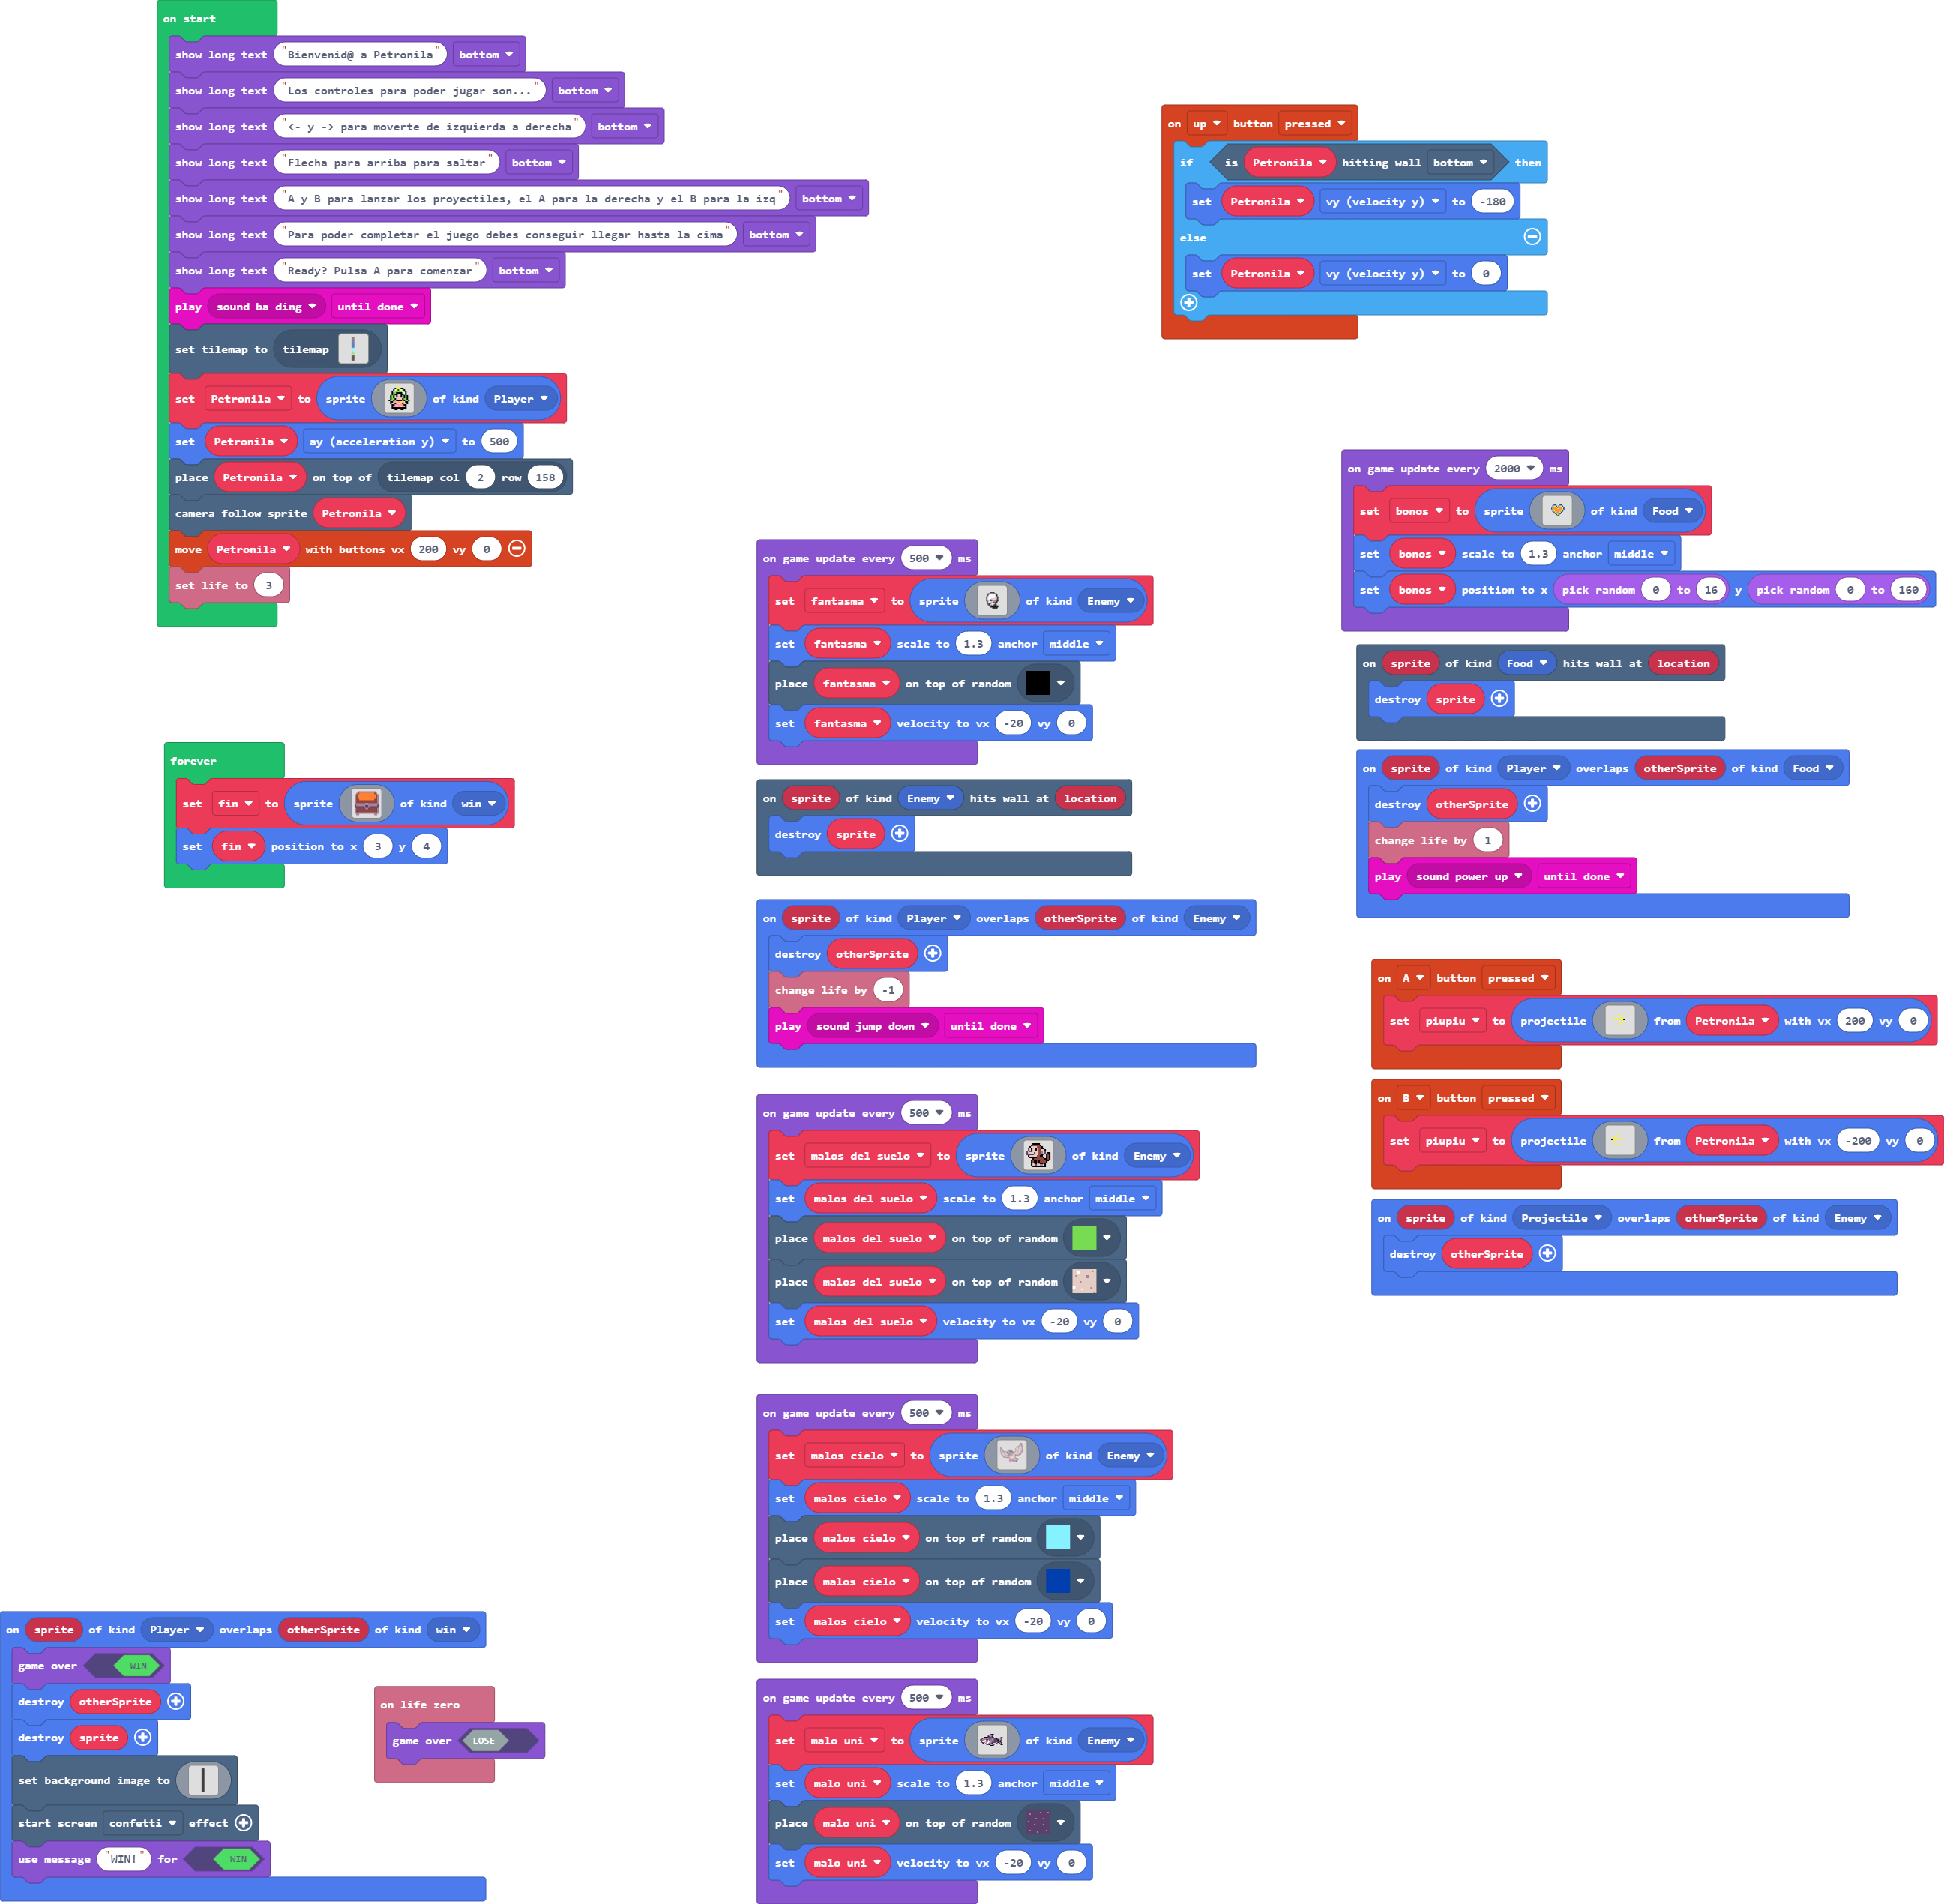 on start
show long text "Bienvenid@ a Petronila" bottom
show long text "Los controles para poder jugar son..." bottom
show long text "<- y -> para moverte de izquierda a derecha" bottom
show long text "Flecha para arriba para saltar" bottom
show long text "A y B para lanzar los proyectiles, el A para la derecha y el B para la izq" bottom
show long text "Para poder completar el juego debes conseguir llegar hasta la cima" bottom
show long text "Ready? Pulsa A para comenzar" bottom
play sound ba ding until done
set tilemap to tilemap
set Petronila to sprite of kind Player
set Petronila ay (acceleration y) to 500
place Petronila on top of tilemap col 2 row 158
camera follow sprite Petronila
move Petronila with buttons vx 200 vy 0
set life to 3
forever
set fin to sprite of kind win
set fin position to x 3 y 4
on sprite of kind Player overlaps otherSprite of kind win
game over WIN
destroy otherSprite
destroy sprite
set background image to
start screen confetti effect
use message "WIN!" for WIN
on life zero
game over LOSE
on game update every 500 ms
set fantasma to sprite of kind Enemy
set fantasma scale to 1.3 anchor middle
place fantasma on top of random
set fantasma velocity to vx -20 vy 0
on sprite of kind Enemy hits wall at location
destroy sprite
on sprite of kind Player overlaps otherSprite of kind Enemy
destroy otherSprite
change life by -1
play sound jump down until done
on game update every 500 ms
set malos del suelo to sprite of kind Enemy
set malos del suelo scale to 1.3 anchor middle
place malos del suelo on top of random
place malos del suelo on top of random
set malos del suelo velocity to vx -20 vy 0
on game update every 500 ms
set malos cielo to sprite of kind Enemy
set malos cielo scale to 1.3 anchor middle
place malos cielo on top of random
place malos cielo on top of random
set malos cielo velocity to vx -20 vy 0
on game update every 500 ms
set malo uni to sprite of kind Enemy
set malo uni scale to 1.3 anchor middle
place malo uni on top of random
set malo uni velocity to vx -20 vy 0
on up button pressed
if is Petronila hitting wall bottom then
set Petronila vy (velocity y) to -180
else
set Petronila vy (velocity y) to 0
on game update every 2000 ms
set bonos to sprite of kind Food
set bonos scale to 1.3 anchor middle
set bonos position to x pick random 0 to 16 y pick random 0 to 160
on sprite of kind Food hits wall at location
destroy sprite
on sprite of kind Player overlaps otherSprite of kind Food
destroy otherSprite
change life by 1
play sound power up until done
on A button pressed
set piupiu to projectile from Petronila with vx 200 vy 0
on B button pressed
set piupiu to projectile from Petronila with vx -200 vy 0
on sprite of kind Projectile overlaps otherSprite of kind Enemy
destroy otherSprite